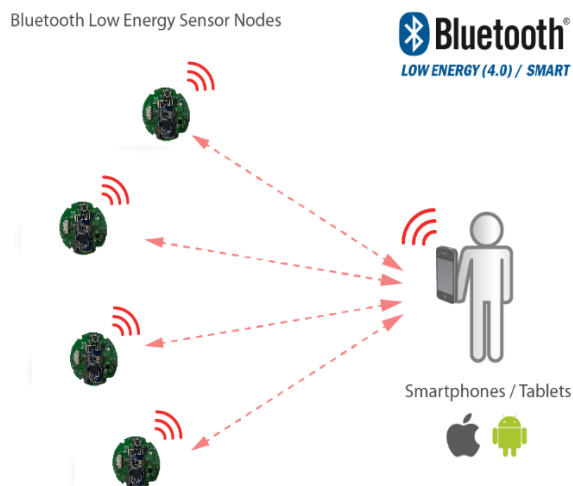 Bluetooth Low Energy Sensor Nodes
Bluetooth®
LOW ENERGY (4.0) / SMART
Smartphones / Tablets